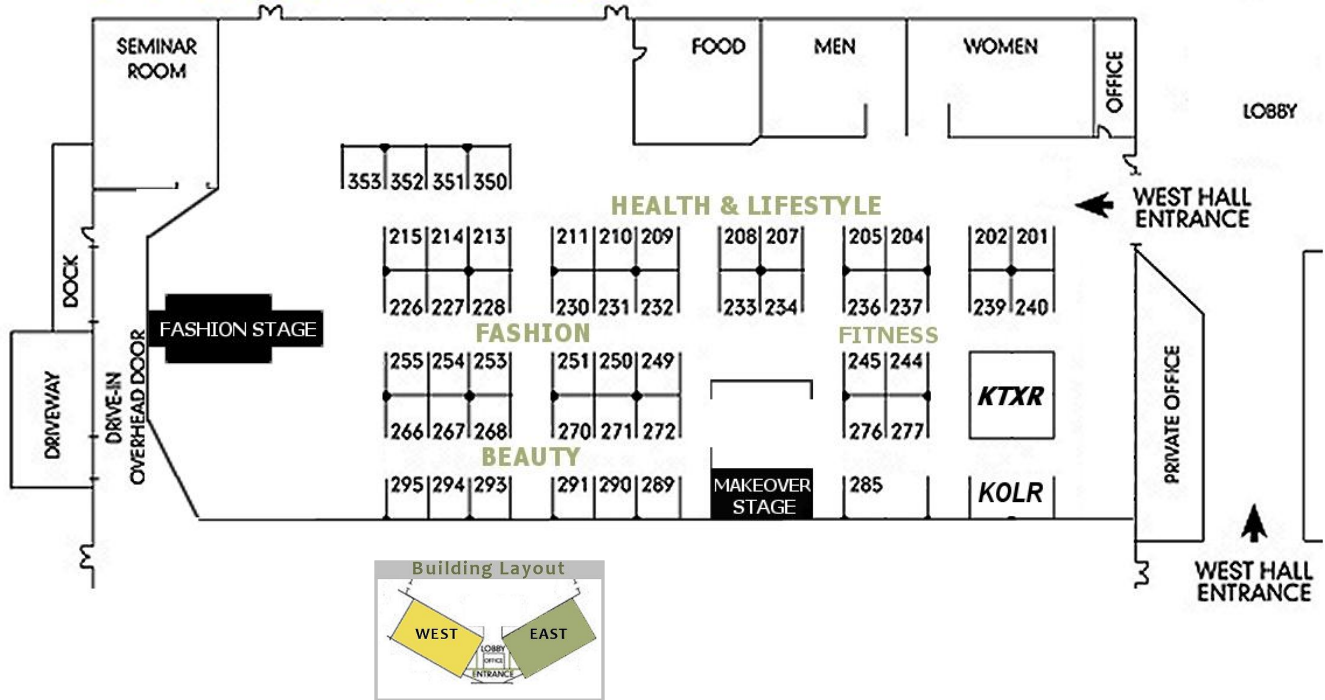 SEMINAR
ROOM
FOOD
MEN
WOMEN
OFFICE
LOBBY
353 352 351 350
HEALTH & LIFESTYLE
WEST HALL
ENTRANCE
215 214 213 211 210 209 208 207 205 204 202 201
DOCK
226 227 228 230 231 232 233 234 236 237 239 240
FASHION STAGE
FASHION
FITNESS
DRIVEWAY
DRIVE-IN
OVERHEAD DOOR
255 254 253 251 250 249 245 244
KTXR
PRIVATE OFFICE
266 267 268 270 271 272 276 277
BEAUTY
295 294 293 291 290 289
MAKEOVER
STAGE
285
KOLR
WEST HALL
ENTRANCE
Building Layout
WEST
EAST
LOBBY
OFFICE
ENTRANCE